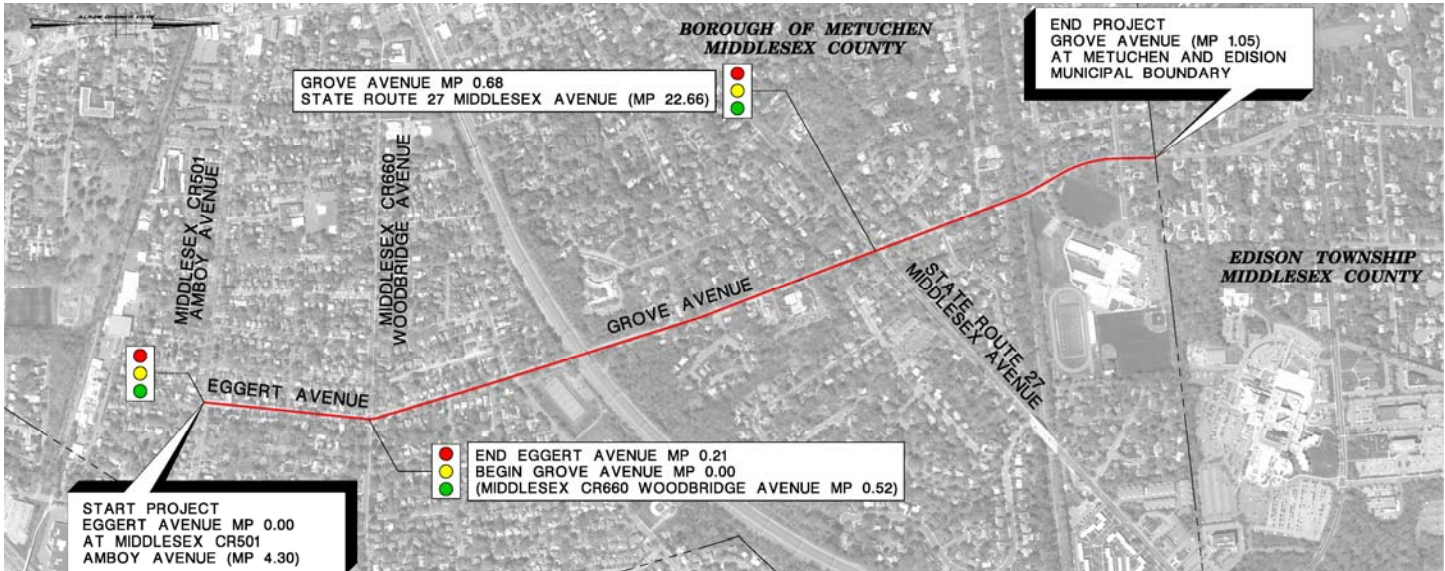 BOROUGH OF METUCHEN
MIDDLESEX COUNTY
END PROJECT
GROVE AVENUE (MP 1.05)
AT METUCHEN AND EDISION
MUNICIPAL BOUNDARY
GROVE AVENUE MP 0.68
STATE ROUTE 27 MIDDLESEX AVENUE (MP 22.66)
MIDDLESEX CR501
AMBOY AVENUE
MIDDLESEX CR660
WOODBRIDGE AVENUE
EDISON TOWNSHIP
MIDDLESEX COUNTY
GROVE AVENUE
STATE ROUTE 27
MIDDLESEX AVENUE
EGGERT AVENUE
END EGGERT AVENUE MP 0.21
BEGIN GROVE AVENUE MP 0.00
(MIDDLESEX CR660 WOODBRIDGE AVENUE MP 0.52)
START PROJECT
EGGERT AVENUE MP 0.00
AT MIDDLESEX CR501
AMBOY AVENUE (MP 4.30)